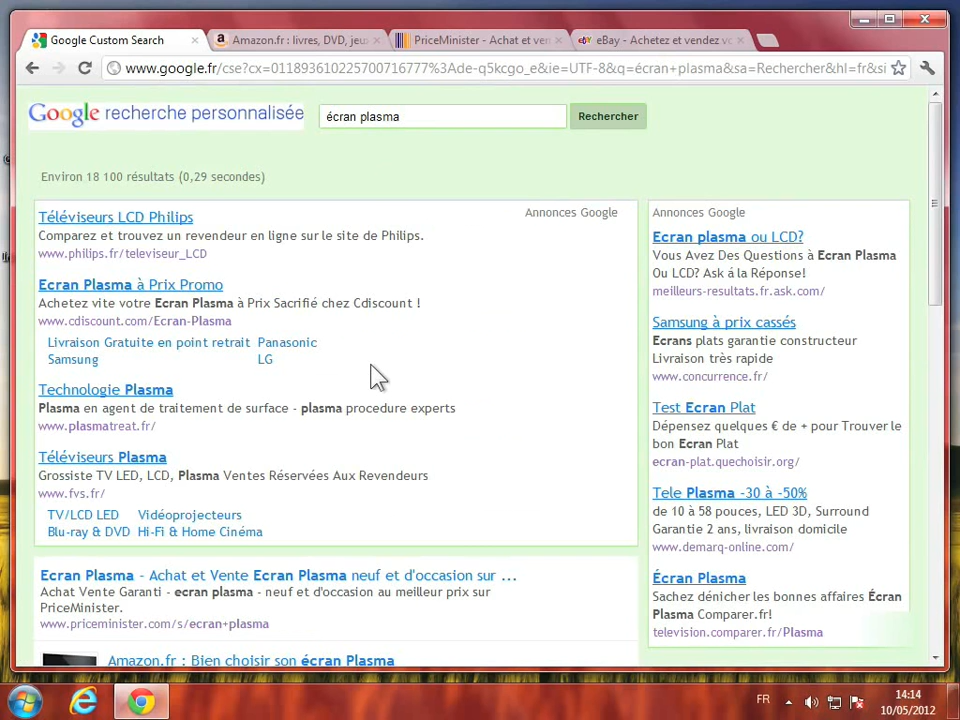 Google Custom Search
Amazon.fr : livres, DVD, jeu
PriceMinister - Achat et ven
eBay - Achetez et vendez vo
www.google.fr/cse?cx=011893610225700716777%3Ade-q5kcgo_e&ie=UTF-8&q=écran+plasma&sa=Rechercher&hl=fr&si
Google recherche personnalisée
écran plasma
Rechercher
Environ 18 100 résultats (0,29 secondes)
Annonces Google
Téléviseurs LCD Philips
Comparez et trouvez un revendeur en ligne sur le site de Philips.
www.philips.fr/televiseur_LCD
Ecran Plasma à Prix Promo
Achetez vite votre Ecran Plasma à Prix Sacrifié chez Cdiscount !
www.cdiscount.com/Ecran-Plasma
Livraison Gratuite en point retrait Panasonic
Samsung LG
Technologie Plasma
Plasma en agent de traitement de surface - plasma procedure experts
www.plasmatreat.fr/
Téléviseurs Plasma
Grossiste TV LED, LCD, Plasma Ventes Réservées Aux Revendeurs
www.fvs.fr/
TV/LCD LED Vidéoprojecteurs
Blu-ray & DVD Hi-Fi & Home Cinéma
Ecran Plasma - Achat et Vente Ecran Plasma neuf et d'occasion sur ...
Achat Vente Garanti - ecran plasma - neuf et d'occasion au meilleur prix sur
PriceMinister.
www.priceminister.com/s/ecran+plasma
Amazon.fr : Bien choisir son écran Plasma
Annonces Google
Ecran plasma ou LCD?
Vous Avez Des Questions à Ecran Plasma
Ou LCD? Ask á la Réponse!
meilleurs-resultats.fr.ask.com/
Samsung à prix cassés
Ecrans plats garantie constructeur
Livraison très rapide
www.concurrence.fr/
Test Ecran Plat
Dépensez quelques € de + pour Trouver le
bon Ecran Plat
ecran-plat.quechoisir.org/
Tele Plasma -30 à -50%
de 10 à 58 pouces, LED 3D, Surround
Garantie 2 ans, livraison domicile
www.demarq-online.com/
Écran Plasma
Sachez dénicher les bonnes affaires Écran
Plasma Comparer.fr!
television.comparer.fr/Plasma
FR
14:14
10/05/2012